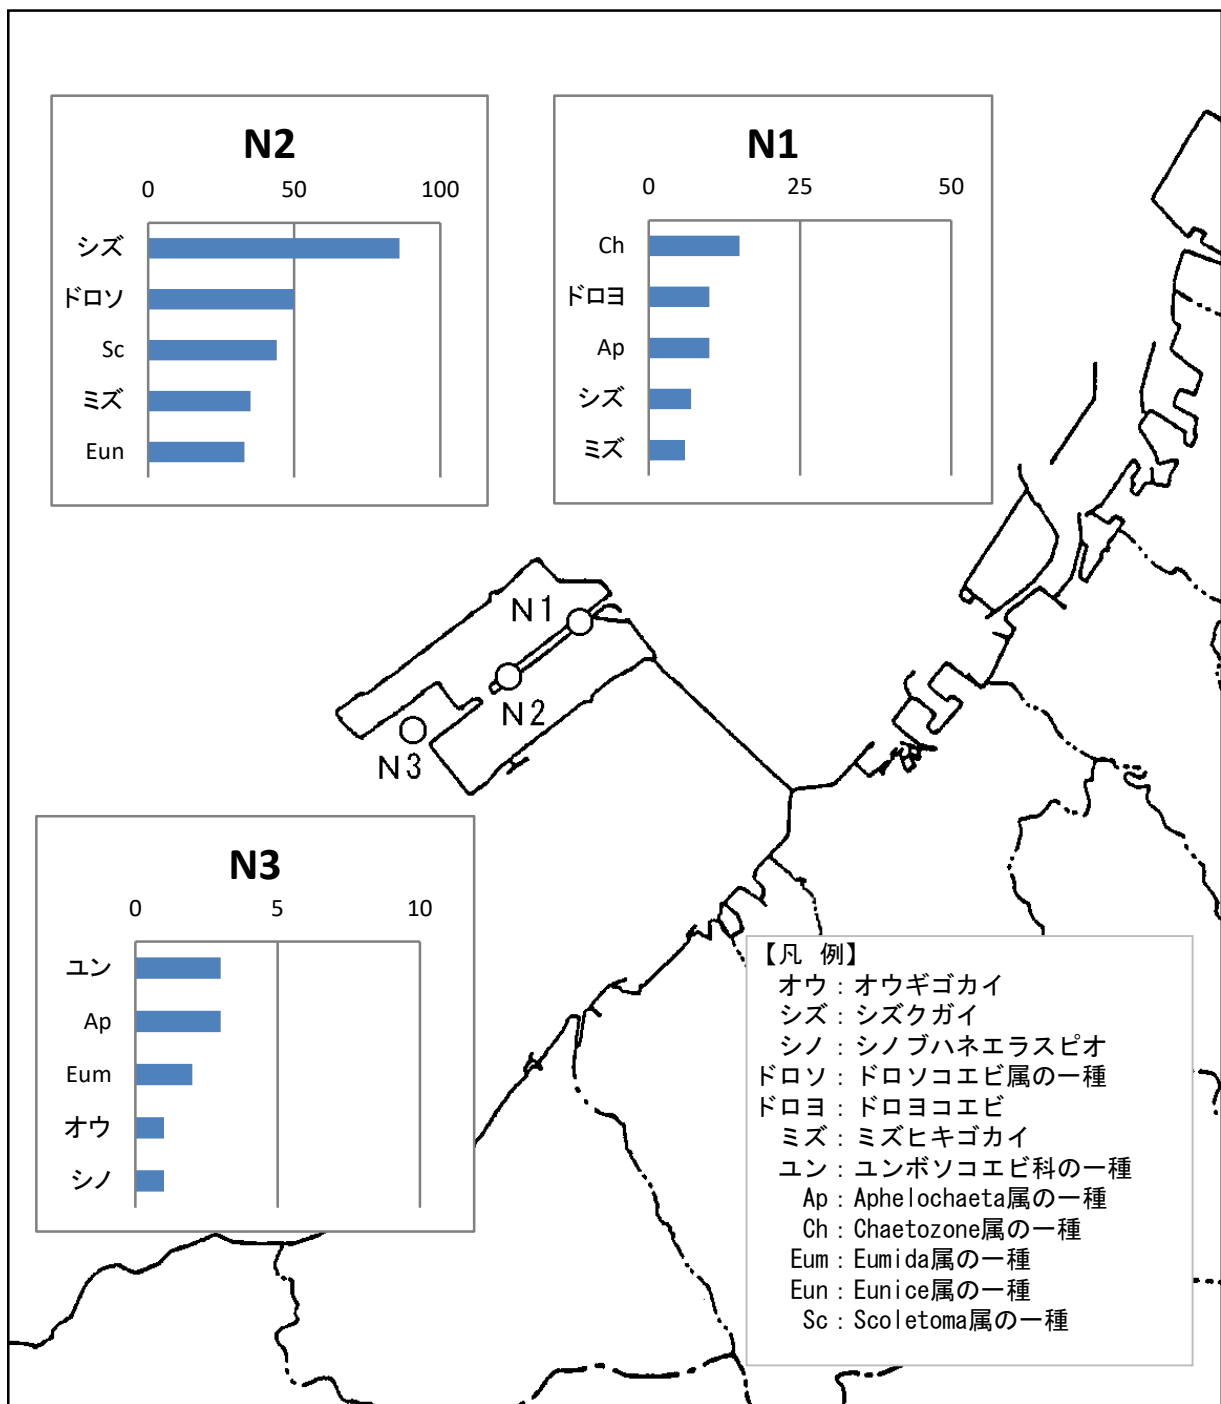 N2
0 50 100
シズ
ドロソ
Sc
ミズ
Eun
N1
0 25 50
Ch
ドロヨ
Ap
シズ
ミズ
N1
N2
N3
N3
0 5 10
ユン
Ap
Eum
オウ
シノ
【凡 例】
オウ：オウギゴカイ
シズ：シズクガイ
シノ：シノブハネエラスピオ
ドロソ：ドロソコエビ属の一種
ドロヨ：ドロヨコエビ
ミズ：ミズヒキゴカイ
ユン：ユンボソコエビ科の一種
Ap：Aphelochaeta属の一種
Ch：Chaetozone属の一種
Eum：Eumida属の一種
Eun：Eunice属の一種
Sc：Scoletoma属の一種